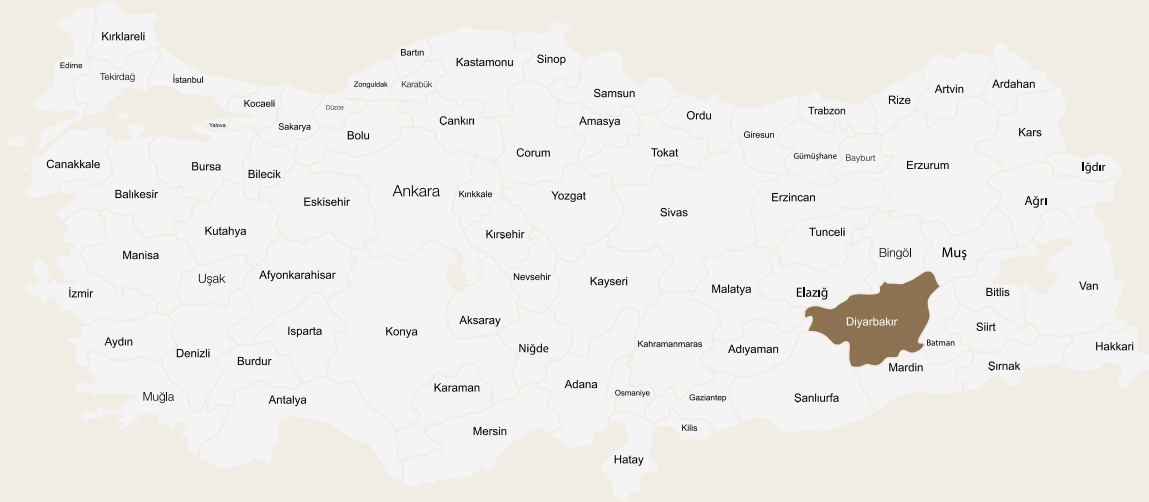 Kırklareli
Edirne
Tekirdağ
İstanbul
Kocaeli
Yalova
Sakarya
Düzce
Bolu
Zonguldak
Bartın
Karabük
Kastamonu
Sinop
Cankırı
Samsun
Amasya
Corum
Ordu
Tokat
Giresun
Trabzon
Gümüşhane
Bayburt
Rize
Artvin
Ardahan
Kars
Iğdır
Erzurum
Ağrı
Canakkale
Balıkesir
Bursa
Bilecik
Eskisehir
Ankara
Kırıkkale
Yozgat
Sivas
Erzincan
Tunceli
Bingöl
Muş
Kutahya
Manisa
Uşak
Afyonkarahisar
Kırşehir
Nevsehir
Kayseri
Malatya
Elazığ
Diyarbakır
Bitlis
Van
İzmir
Aydın
Denizli
Isparta
Burdur
Konya
Aksaray
Niğde
Kahramanmaras
Adıyaman
Batman
Siirt
Hakkari
Şırnak
Mardin
Muğla
Antalya
Karaman
Mersin
Adana
Osmaniye
Gaziantep
Şanlıurfa
Kilis
Hatay